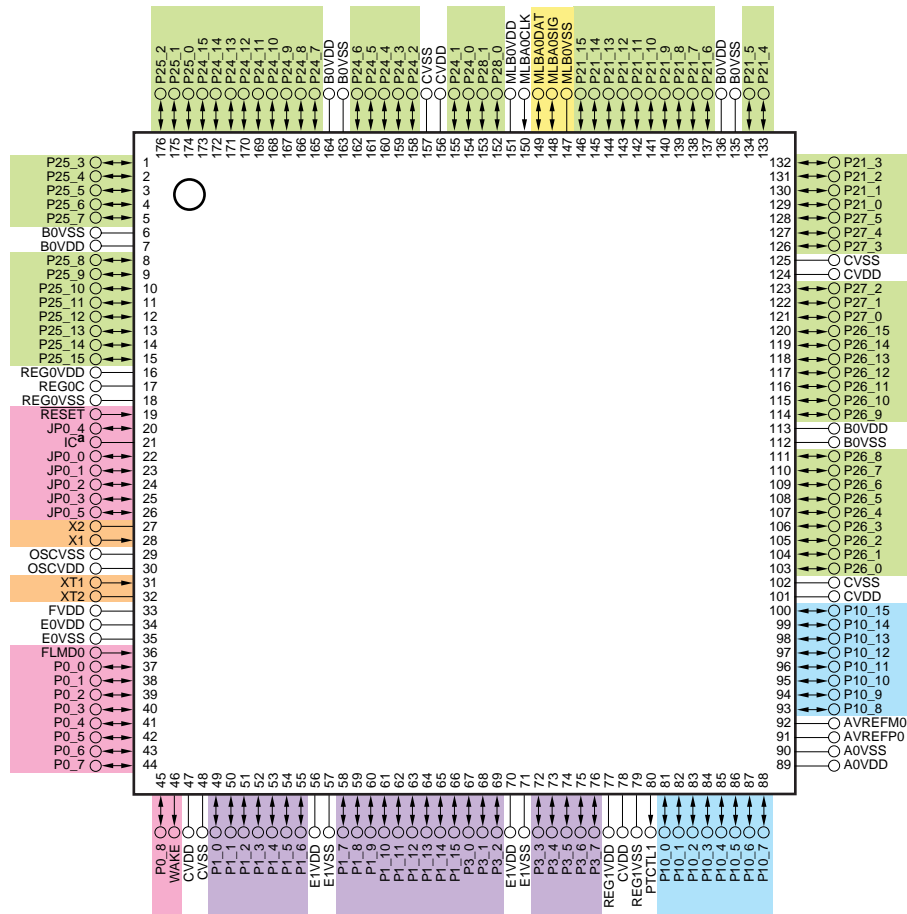 P25_2
P25_1
P25_0
P24_15
P24_14
P24_13
P24_12
P24_11
P24_10
P24_9
P24_8
P24_7
B0VDD
B0VSS
P24_6
P24_5
P24_4
P24_3
P24_2
CVSS
CVDD
P24_1
P24_0
P28_1
P28_0
MLB0VDD
MLBA0CLK
MLBA0DAT
MLBA0SIG
MLB0VSS
P21_15
P21_14
P21_13
P21_12
P21_11
P21_10
P21_9
P21_8
P21_7
P21_6
B0VDD
B0VSS
P21_5
P21_4
176
175
174
173
172
171
170
169
168
167
166
165
164
163
162
161
160
159
158
157
156
155
154
153
152
151
150
149
148
147
146
145
144
143
142
141
140
139
138
137
136
135
134
133
P25_3 1
P25_4 2
P25_5 3
P25_6 4
P25_7 5
B0VSS 6
B0VDD 7
P25_8 8
P25_9 9
P25_10 10
P25_11 11
P25_12 12
P25_13 13
P25_14 14
P25_15 15
REG0VDD 16
REG0C 17
REG0VSS 18
RESET 19
JP0_4 20
ICa 21
JP0_0 22
JP0_1 23
JP0_2 24
JP0_3 25
JP0_5 26
X2 27
X1 28
OSCVSS 29
OSCVDD 30
XT1 31
XT2 32
FVDD 33
E0VDD 34
E0VSS 35
FLMD0 36
P0_0 37
P0_1 38
P0_2 39
P0_3 40
P0_4 41
P0_5 42
P0_6 43
P0_7 44
132 P21_3
131 P21_2
130 P21_1
129 P21_0
128 P27_5
127 P27_4
126 P27_3
125 CVSS
124 CVDD
123 P27_2
122 P27_1
121 P27_0
120 P26_15
119 P26_14
118 P26_13
117 P26_12
116 P26_11
115 P26_10
114 P26_9
113 B0VDD
112 B0VSS
111 P26_8
110 P26_7
109 P26_6
108 P26_5
107 P26_4
106 P26_3
105 P26_2
104 P26_1
103 P26_0
102 CVSS
101 CVDD
100 P10_15
99 P10_14
98 P10_13
97 P10_12
96 P10_11
95 P10_10
94 P10_9
93 P10_8
92 AVREFM0
91 AVREFP0
90 A0VSS
89 A0VDD
45
46
47
48
49
50
51
52
53
54
55
56
57
58
59
60
61
62
63
64
65
66
67
68
69
70
71
72
73
74
75
76
77
78
79
80
81
82
83
84
85
86
87
88
P0_8
WAKE
CVDD
CVSS
P1_0
P1_1
P1_2
P1_3
P1_4
P1_5
P1_6
E1VDD
E1VSS
P1_7
P1_8
P1_9
P1_10
P1_11
P1_12
P1_13
P1_14
P1_15
P3_0
P3_1
P3_2
E1VDD
E1VSS
P3_3
P3_4
P3_5
P3_6
P3_7
REG1VDD
CVDD
REG1VSS
PTCTL1
P10_0
P10_1
P10_2
P10_3
P10_4
P10_5
P10_6
P10_7